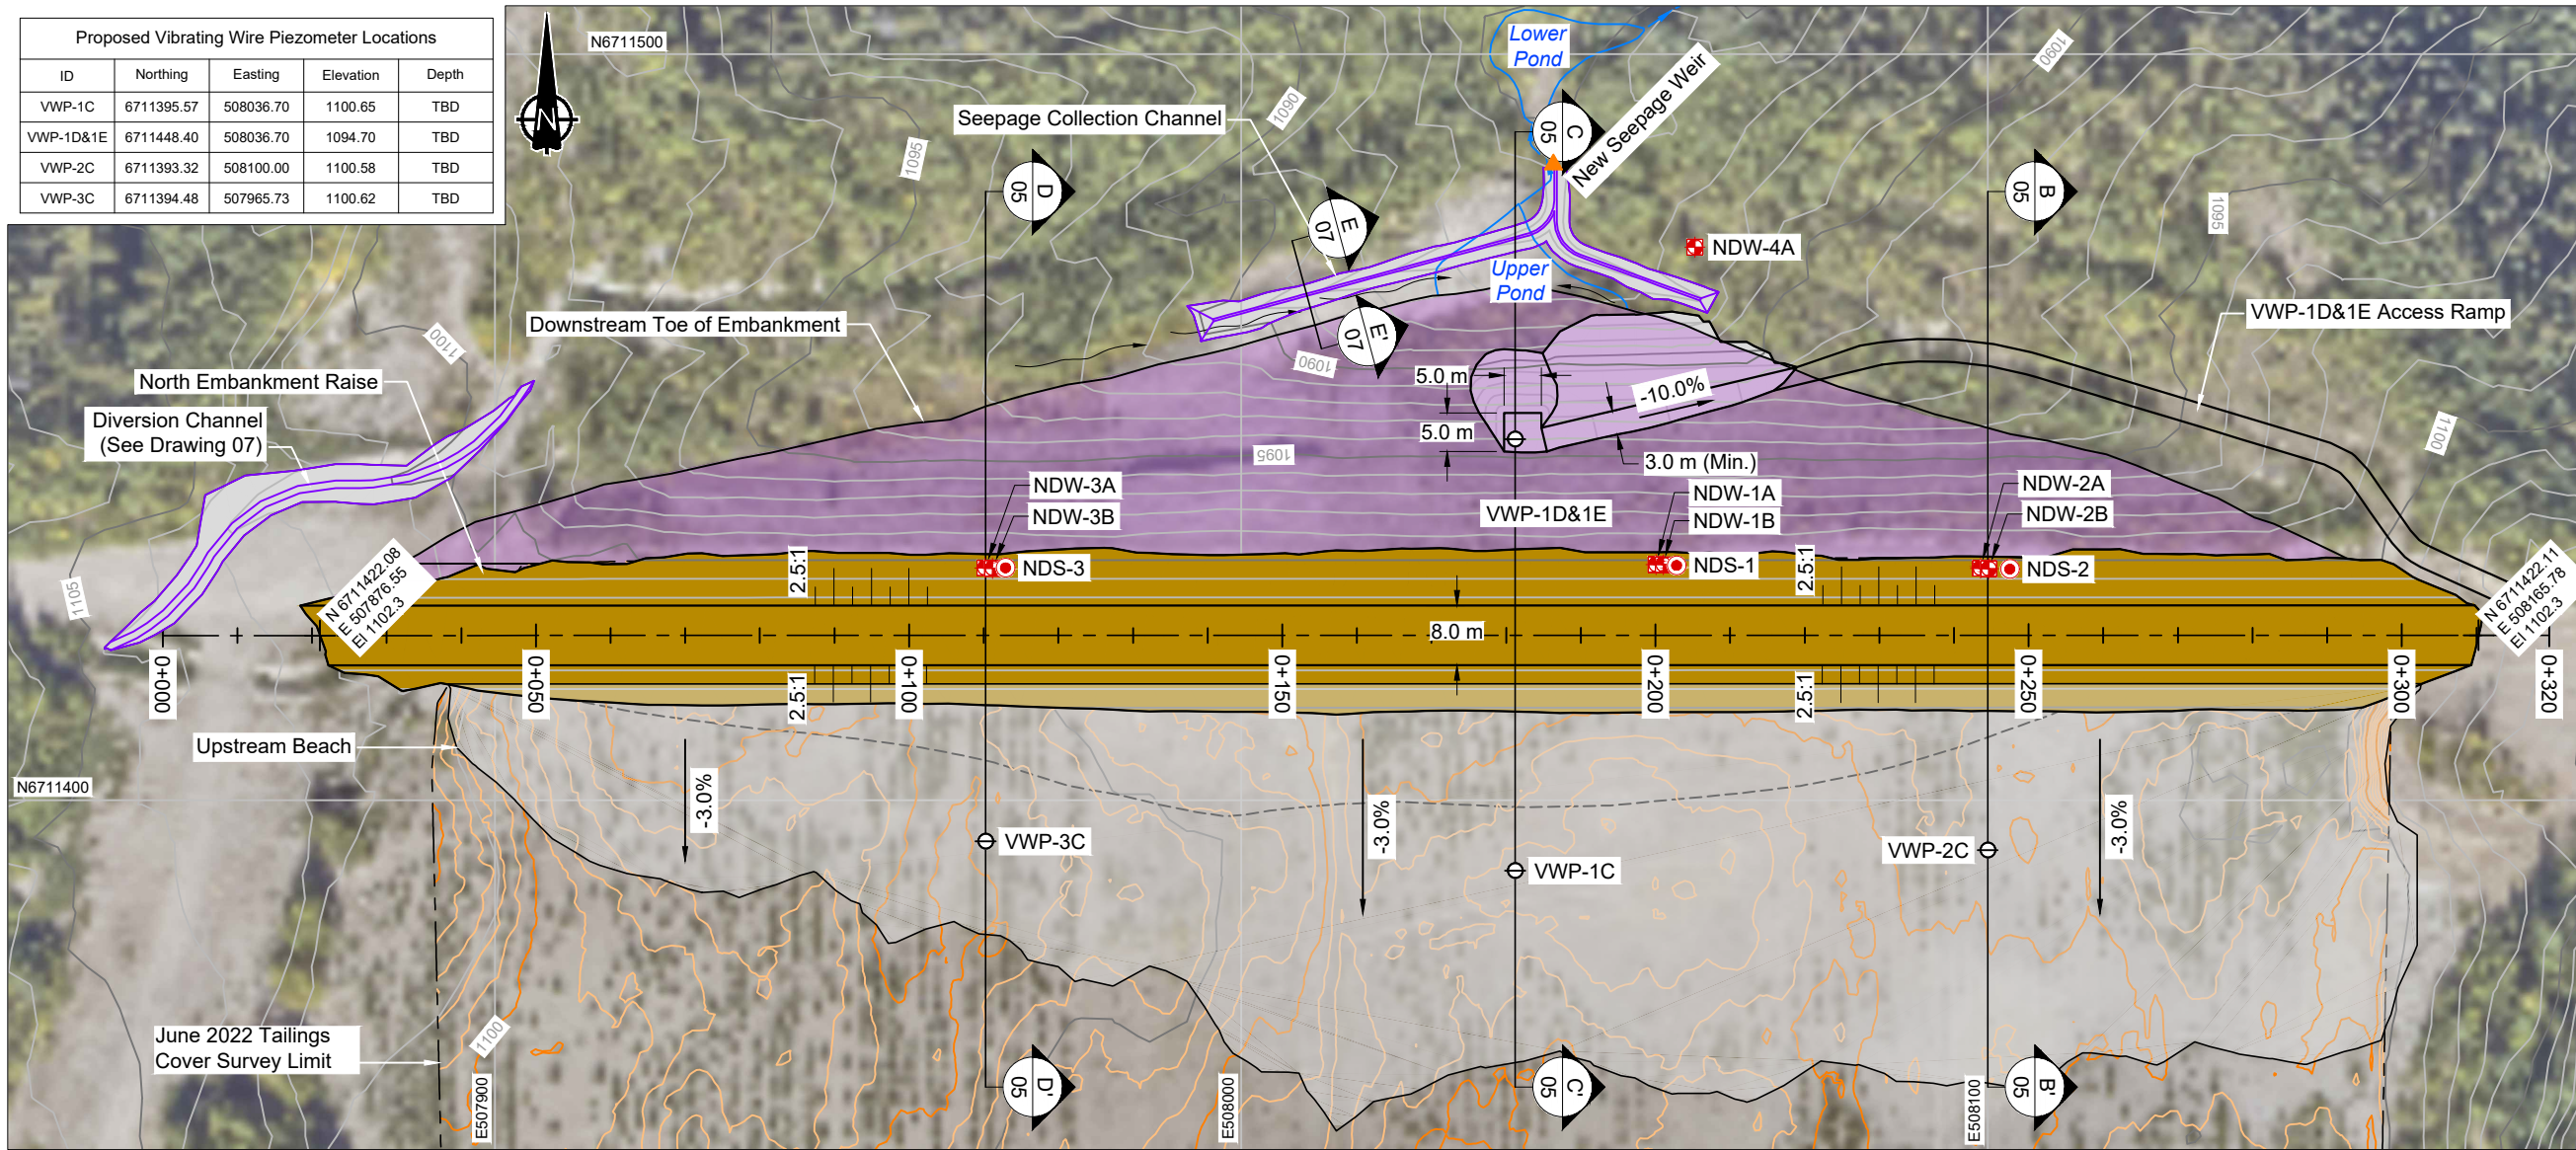 Proposed Vibrating Wire Piezometer Locations
ID Northing Easting Elevation Depth
VWP-1C 6711395.57 508036.70 1100.65 TBD
VWP-1D&1E 6711448.40 508036.70 1094.70 TBD
VWP-2C 6711393.32 508100.00 1100.58 TBD
VWP-3C 6711394.48 507965.73 1100.62 TBD
N
N6711500
Lower
Pond
New Seepage Weir
C
05
1090
Seepage Collection Channel
1090
1095
D
05
B
05
1095
E
07
NDW-4A
Upper
Pond
VWP-1D&1E Access Ramp
Downstream Toe of Embankment
1100
E'
07
1090
North Embankment Raise
5.0 m
-10.0%
Diversion Channel
(See Drawing 07)
5.0 m
1100
1095
3.0 m (Min.)
NDW-3A
NDW-3B
VWP-1D&1E
NDW-1A
NDW-1B
NDW-2A
NDW-2B
NDS-3
NDS-1
NDS-2
1105
N 6711422.08
E 507876.55
El 1102.3
2.5:1
2.5:1
N 6711422.11
E 508165.78
El 1102.3
8.0 m
0+000
0+050
0+100
0+150
0+200
0+250
0+300
0+320
2.5:1
2.5:1
Upstream Beach
N6711400
-3.0%
-3.0%
-3.0%
VWP-3C
VWP-1C
VWP-2C
1100
June 2022 Tailings
Cover Survey Limit
E507900
E508000
E508100
D'
05
C'
05
B'
05